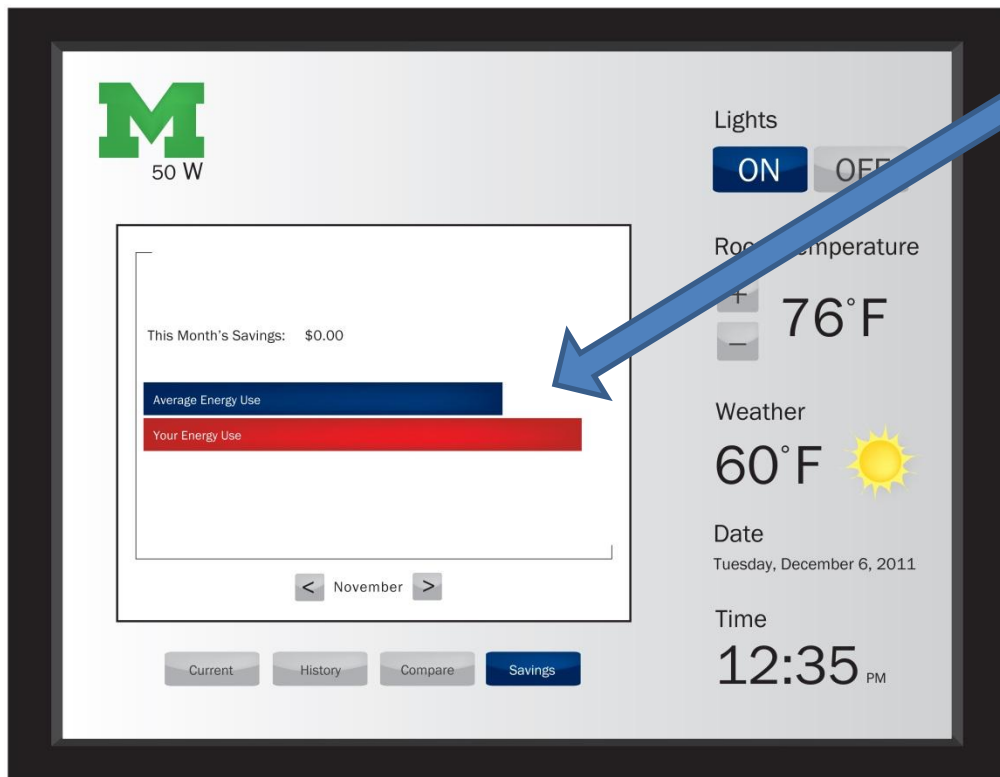 M
50 W
This Month's Savings: $0.00
Average Energy Use
Your Energy Use
< November >
Current History Compare Savings
Lights
ON
Temperature
+
76°F
–
Weather
60°F
Date
Tuesday, December 6, 2011
Time
12:35 PM